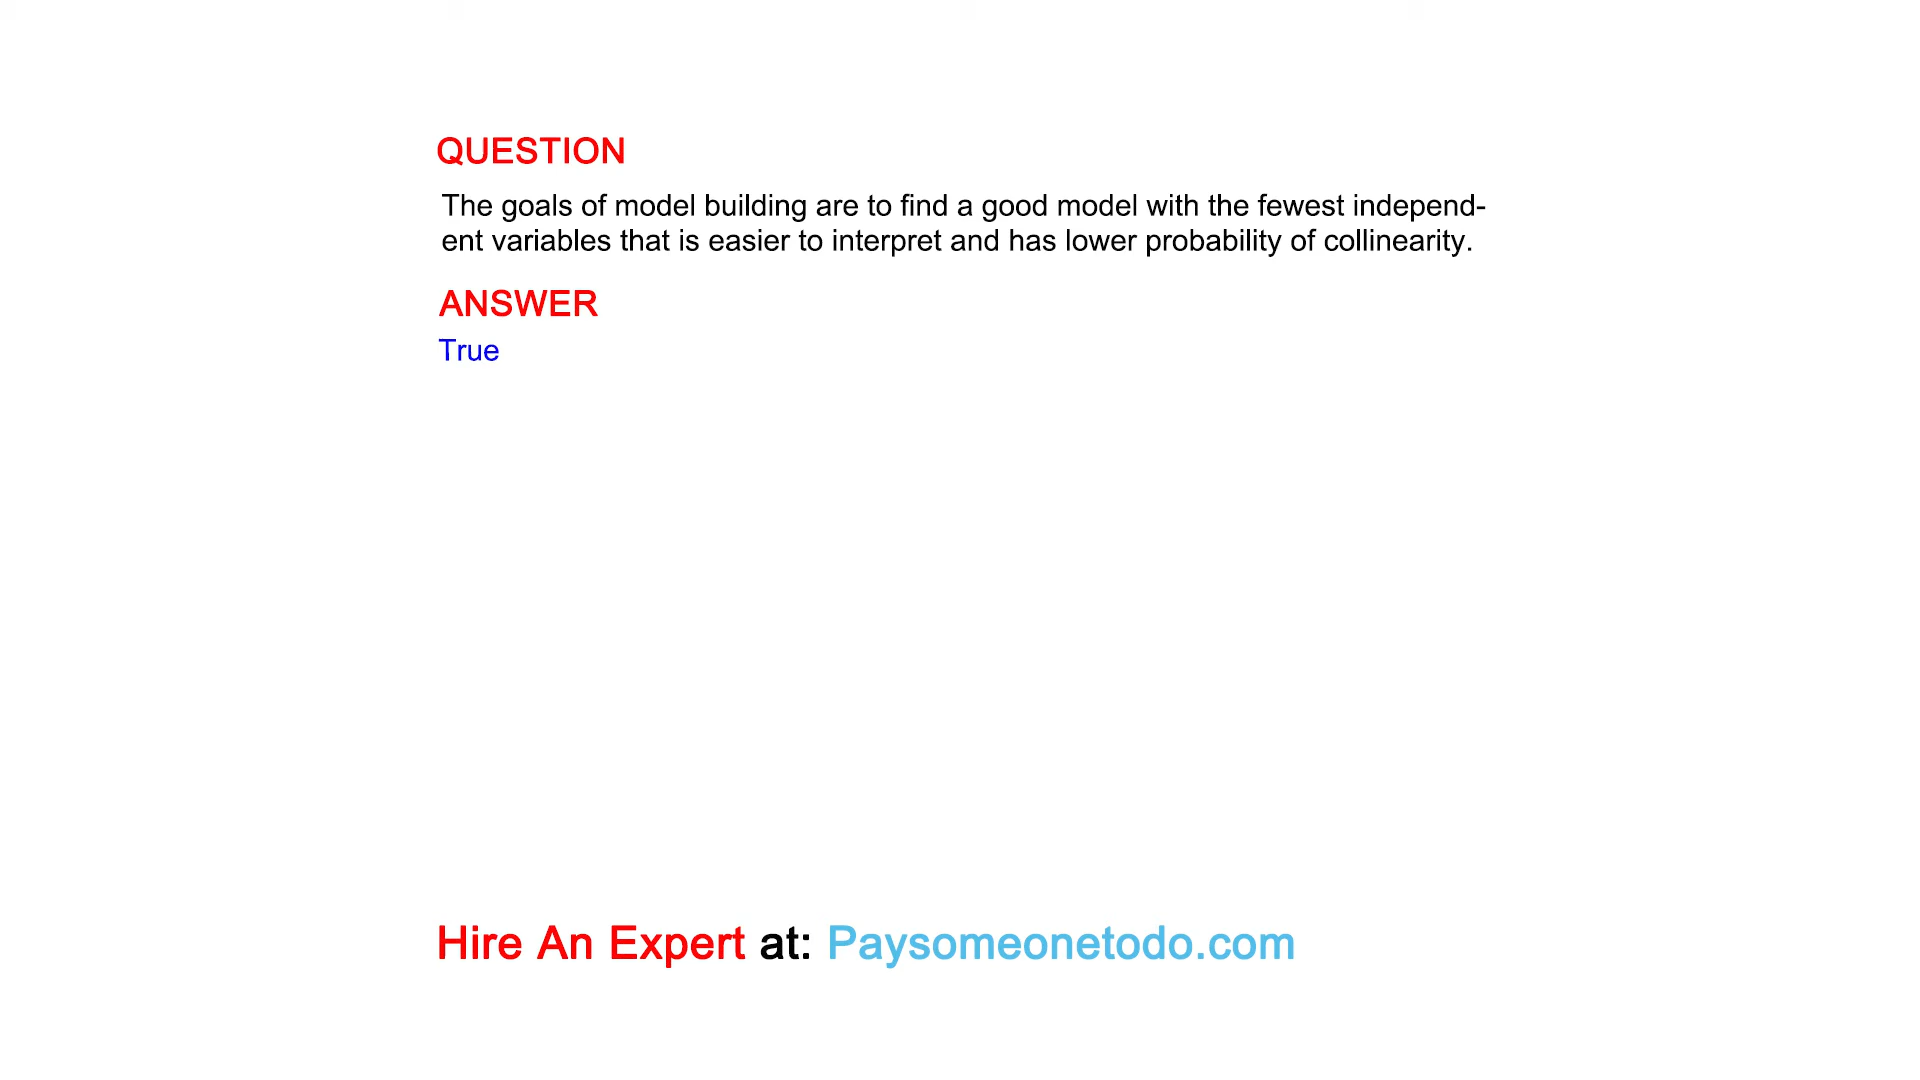 QUESTION
The goals of model building are to find a good model with the fewest independ-
ent variables that is easier to interpret and has lower probability of collinearity.
ANSWER
True
Hire An Expert at: Paysomeonetodo.com